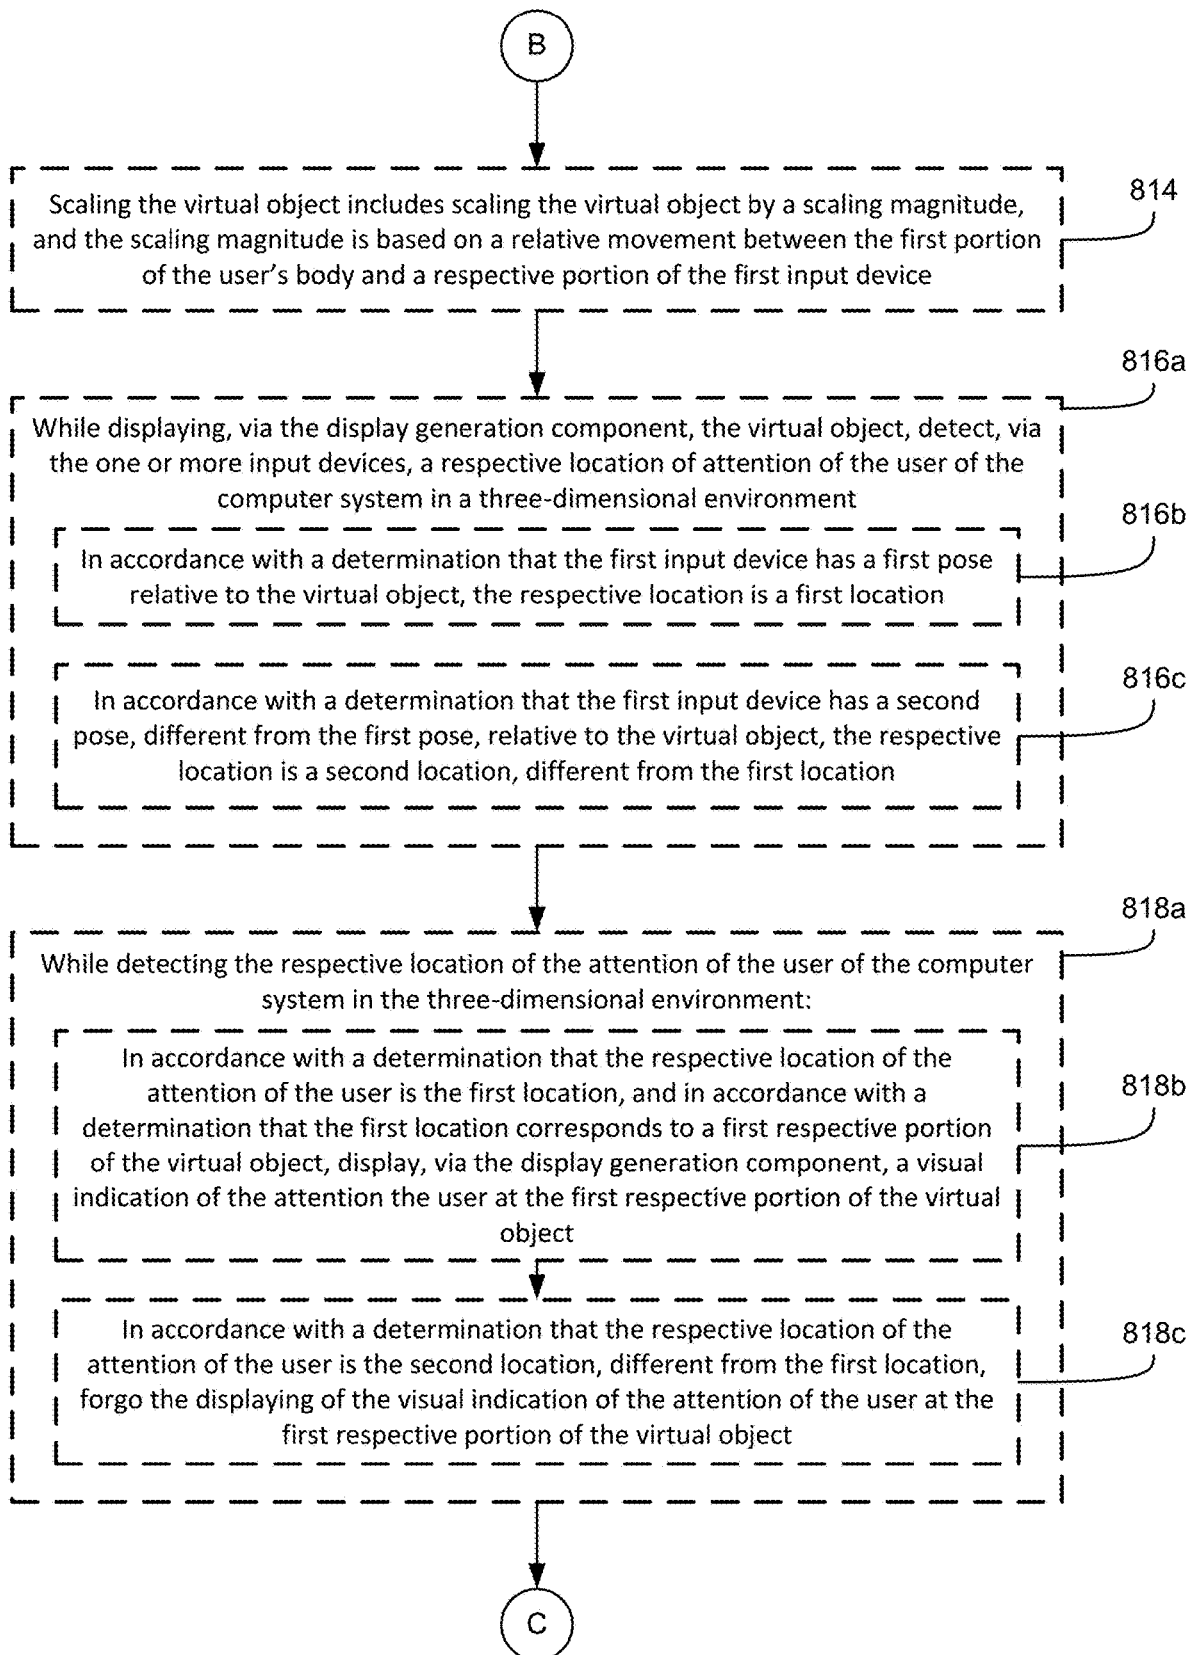 B
Scaling the virtual object includes scaling the virtual object by a scaling magnitude,
and the scaling magnitude is based on a relative movement between the first portion
of the user's body and a respective portion of the first input device
814
816a
While displaying, via the display generation component, the virtual object, detect, via
the one or more input devices, a respective location of attention of the user of the
computer system in a three-dimensional environment
816b
In accordance with a determination that the first input device has a first pose
relative to the virtual object, the respective location is a first location
816c
In accordance with a determination that the first input device has a second
pose, different from the first pose, relative to the virtual object, the respective
location is a second location, different from the first location
818a
While detecting the respective location of the attention of the user of the computer
system in the three-dimensional environment:
In accordance with a determination that the respective location of the
attention of the user is the first location, and in accordance with a
determination that the first location corresponds to a first respective portion
of the virtual object, display, via the display generation component, a visual
indication of the attention the user at the first respective portion of the virtual
object
818b
In accordance with a determination that the respective location of the
attention of the user is the second location, different from the first location,
forgo the displaying of the visual indication of the attention of the user at the
first respective portion of the virtual object
818c
C